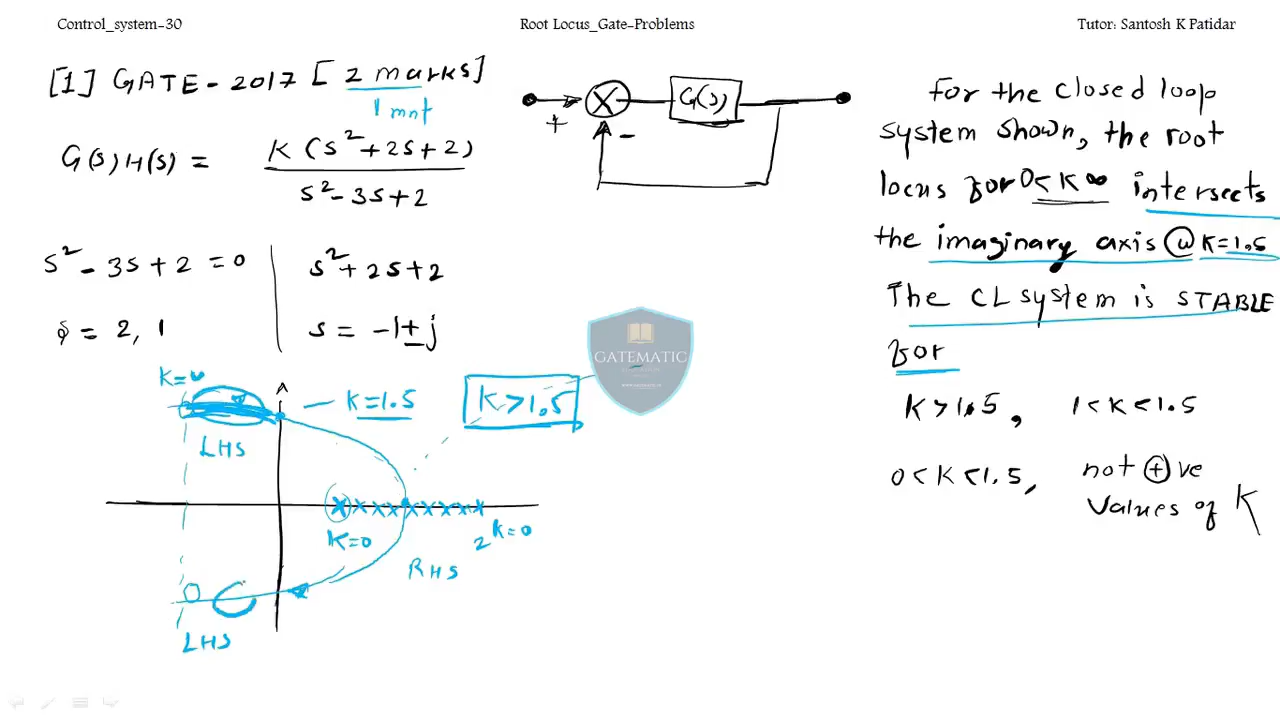 Control_system-30
Root Locus_Gate-Problems
Tutor: Santosh K Patidar
[1] GATE - 2017 [ 2 marks]
1 mnt
G(s) H(s) = K (s²+2s+2) / s²-3s+2
s² - 3s + 2 = 0
s = 2, 1
s²+2s+2
s = -1±j
+
X
G(s)
-
For the closed loop
system shown, the root
locus for 0<K∞ intersects
the imaginary axis @ K=1.5
The CL system is STABLE
for
K>1.5, 1<K<1.5
0<K<1.5, not ⊕ve
values of K
K=∞
K=1.5
K>1.5
LHS
K=0
2 K=0
RHS
LHS
GATEMATIC